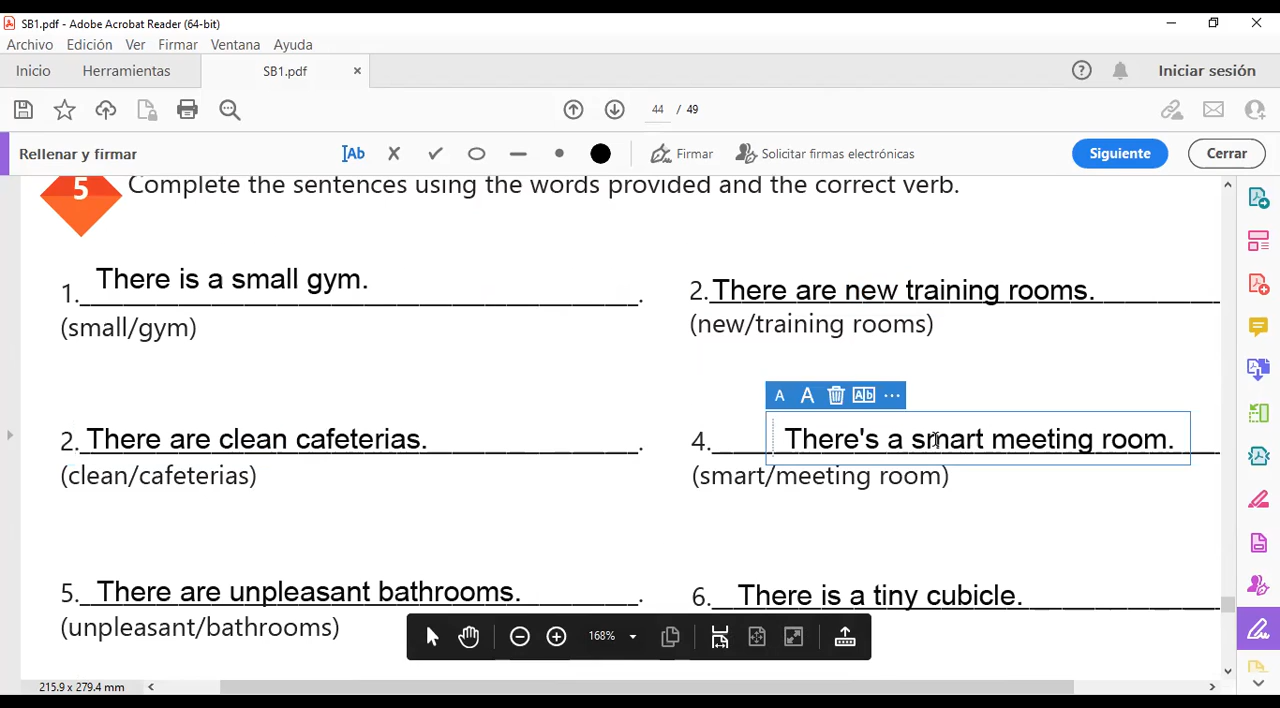 SB1.pdf - Adobe Acrobat Reader (64-bit)
Archivo Edición Ver Firmar Ventana Ayuda
Inicio Herramientas SB1.pdf × ? Iniciar sesión
44 / 49
Rellenar y firmar Ab Firmar Solicitar firmas electrónicas Siguiente Cerrar
5 Complete the sentences using the words provided and the correct verb.
1. There is a small gym. .
(small/gym)
2. There are new training rooms.
(new/training rooms)
A A Ab ...
2. There are clean cafeterias. .
(clean/cafeterias)
4. There's a smart meeting room.
(smart/meeting room)
5. There are unpleasant bathrooms. .
(unpleasant/bathrooms)
6. There is a tiny cubicle.
168%
215.9 x 279.4 mm